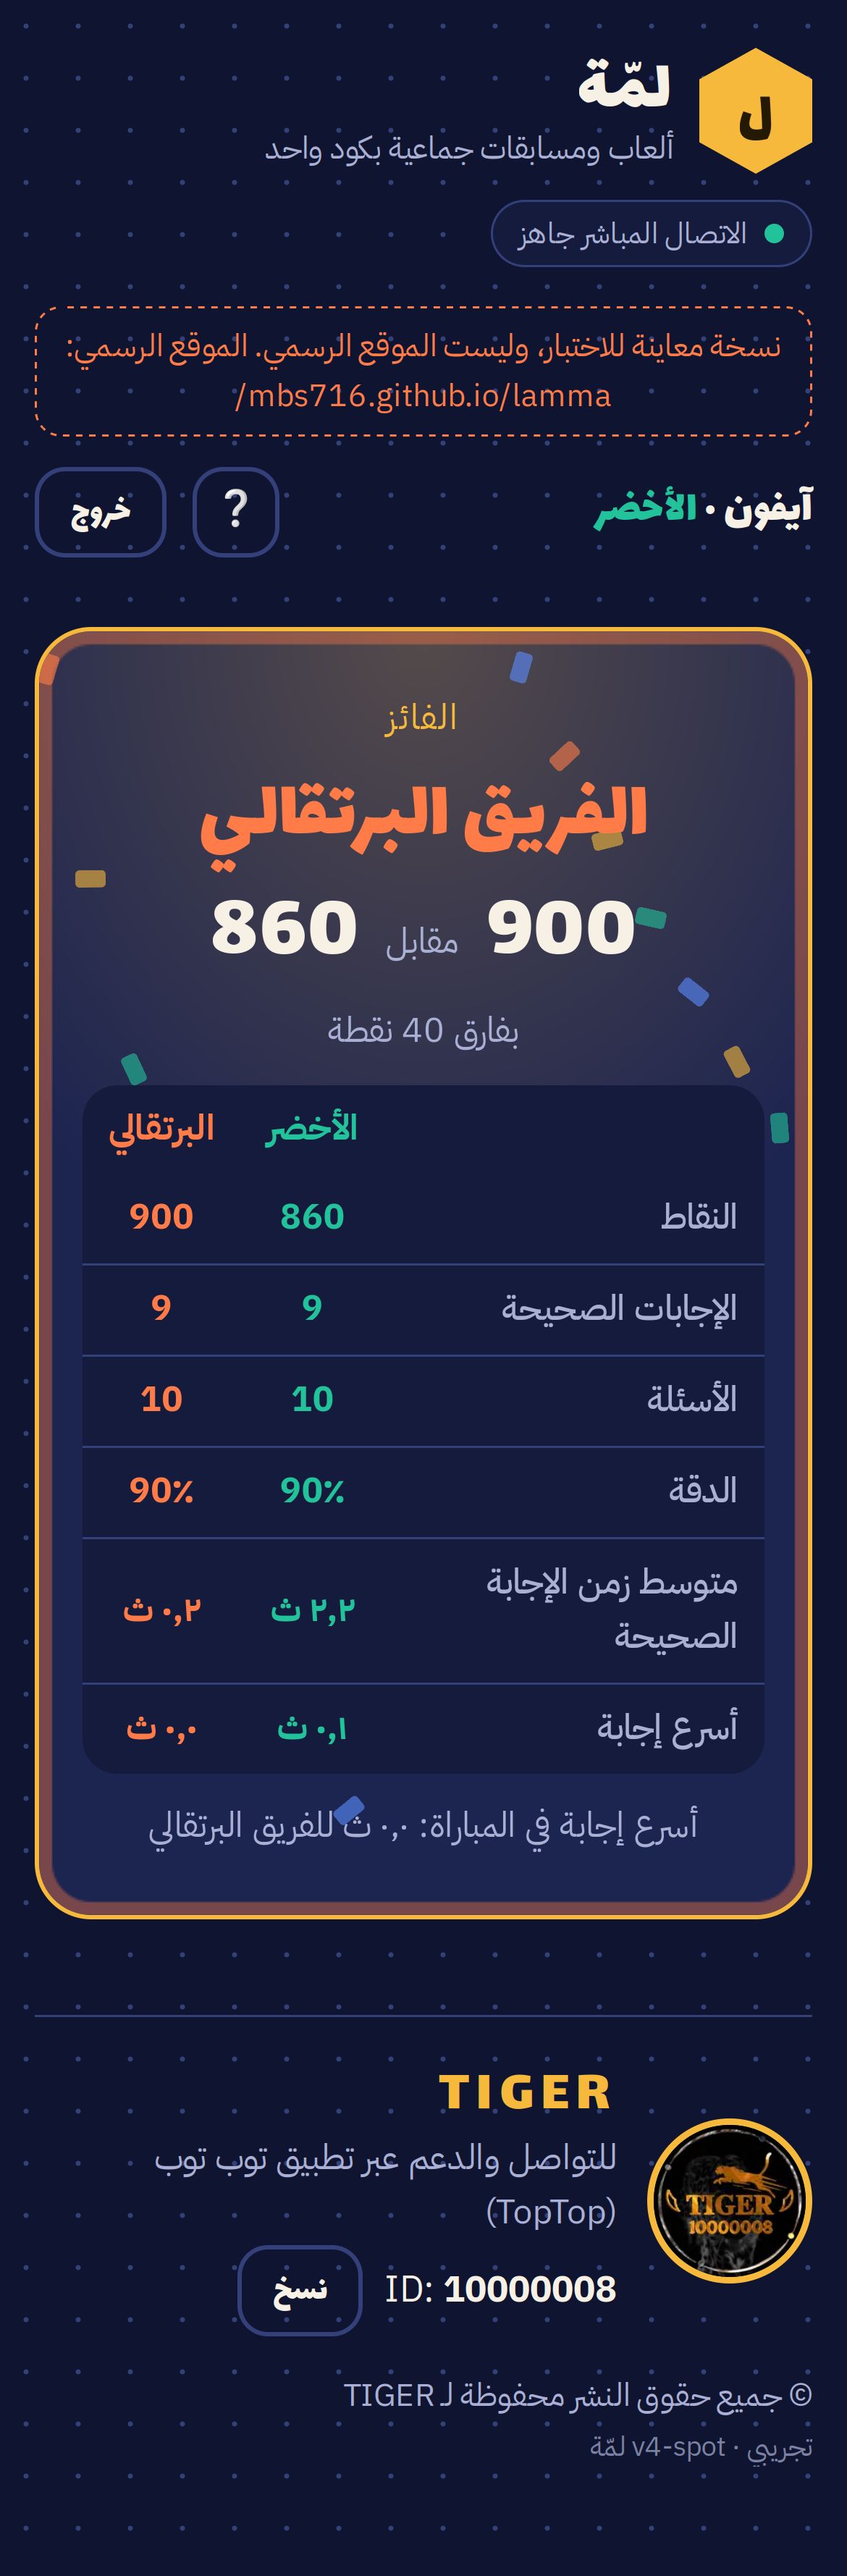 ل
لمّة
ألعاب ومسابقات جماعية بكود واحد
الاتصال المباشر جاهز
نسخة معاينة للاختبار، وليست الموقع الرسمي. الموقع الرسمي:
mbs716.github.io/lamma/
آيفون · الأخضر
?
خروج
الفائز
الفريق البرتقالي
900 مقابل 860
بفارق 40 نقطة
الأخضر البرتقالي
النقاط 860 900
الإجابات الصحيحة 9 9
الأسئلة 10 10
الدقة 90٪ 90٪
متوسط زمن الإجابة
الصحيحة ٢,٢ ث ٠,٢ ث
أسرع إجابة ٠,١ ث ٠,٠ ث
أسرع إجابة في المباراة: ٠,٠ ث للفريق البرتقالي
TIGER
10000008
TIGER
للتواصل والدعم عبر تطبيق توب توب
(TopTop)
ID: 10000008
نسخ
© جميع حقوق النشر محفوظة لـ TIGER
تجريبي · v4-spot لمّة